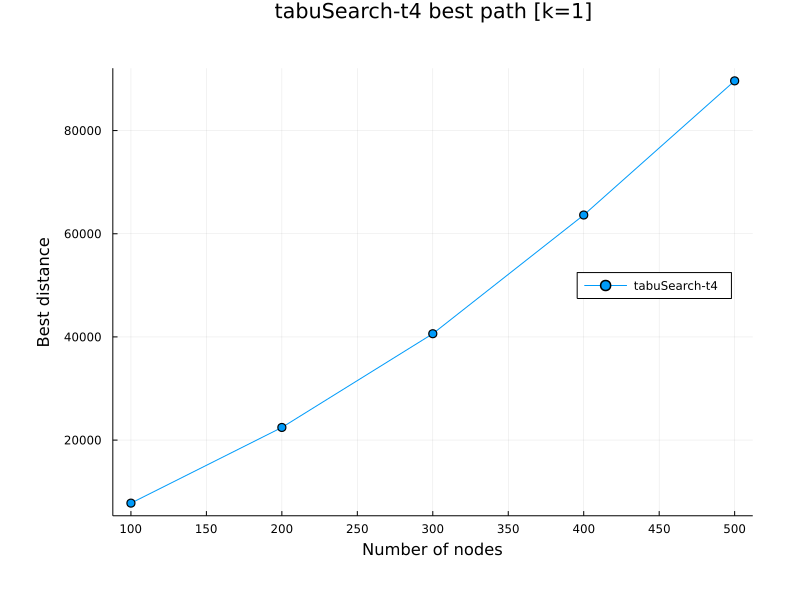 tabuSearch-t4 best path [k=1]
80000
60000
40000
20000
Best distance
tabuSearch-t4
100 150 200 250 300 350 400 450 500
Number of nodes